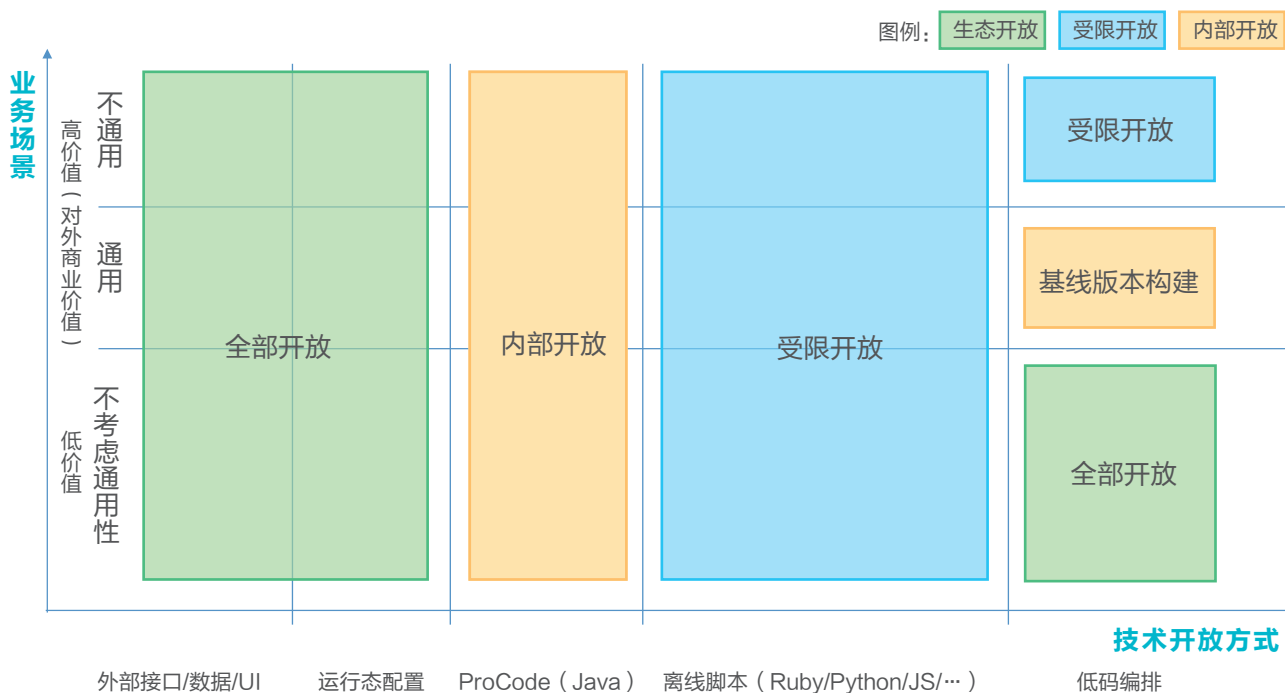 图例：
生态开放
受限开放
内部开放
业务场景
高价值(对外商业价值)
低价值
不通用
通用
不考虑通用性
全部开放
内部开放
受限开放
受限开放
基线版本构建
全部开放
技术开放方式
外部接口/数据/UI
运行态配置
ProCode（Java）
离线脚本（Ruby/Python/JS/…）
低码编排